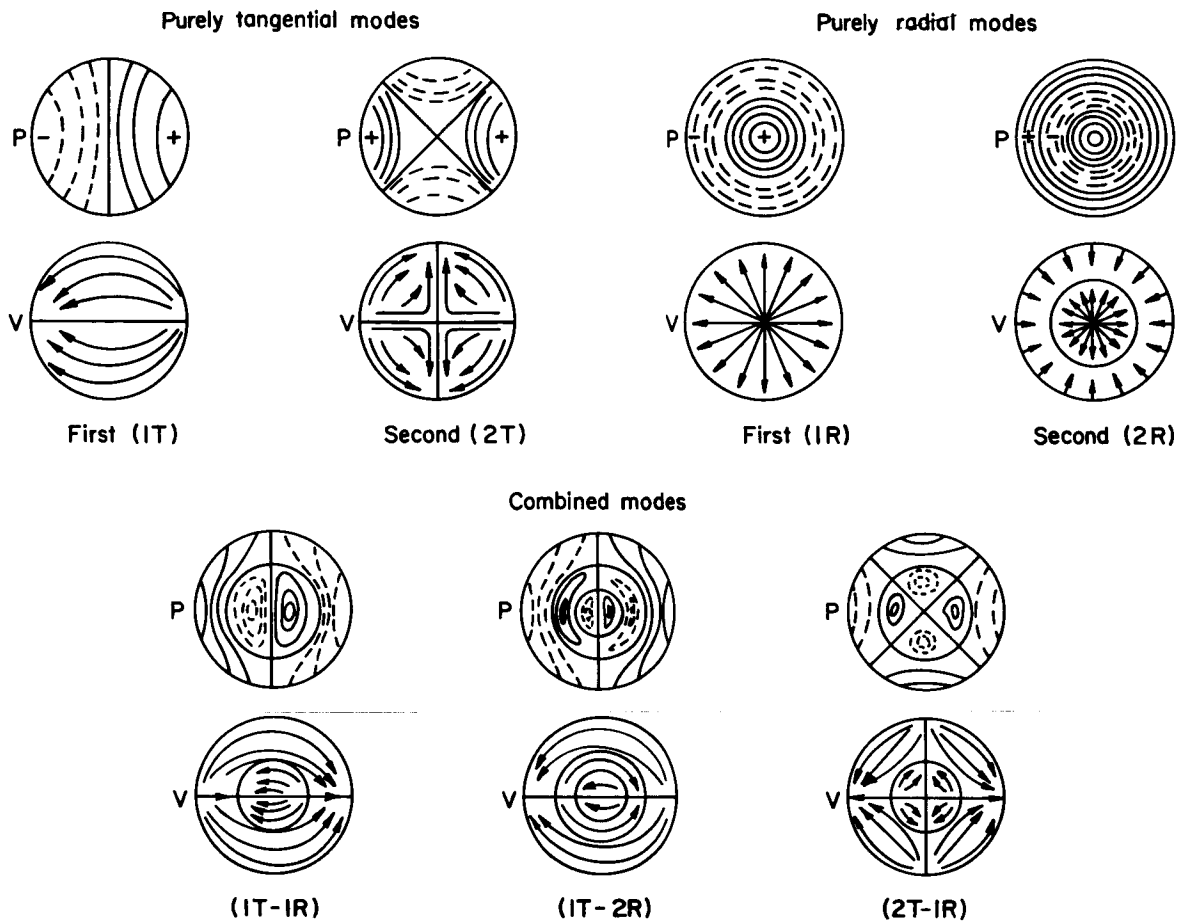 Purely tangential modes
Purely radial modes
P - +
P + +
P - +
P + -
V
V
V
V
First (1T)
Second (2T)
First (1R)
Second (2R)
Combined modes
P
P
P
V
V
V
(1T-1R)
(1T-2R)
(2T-1R)